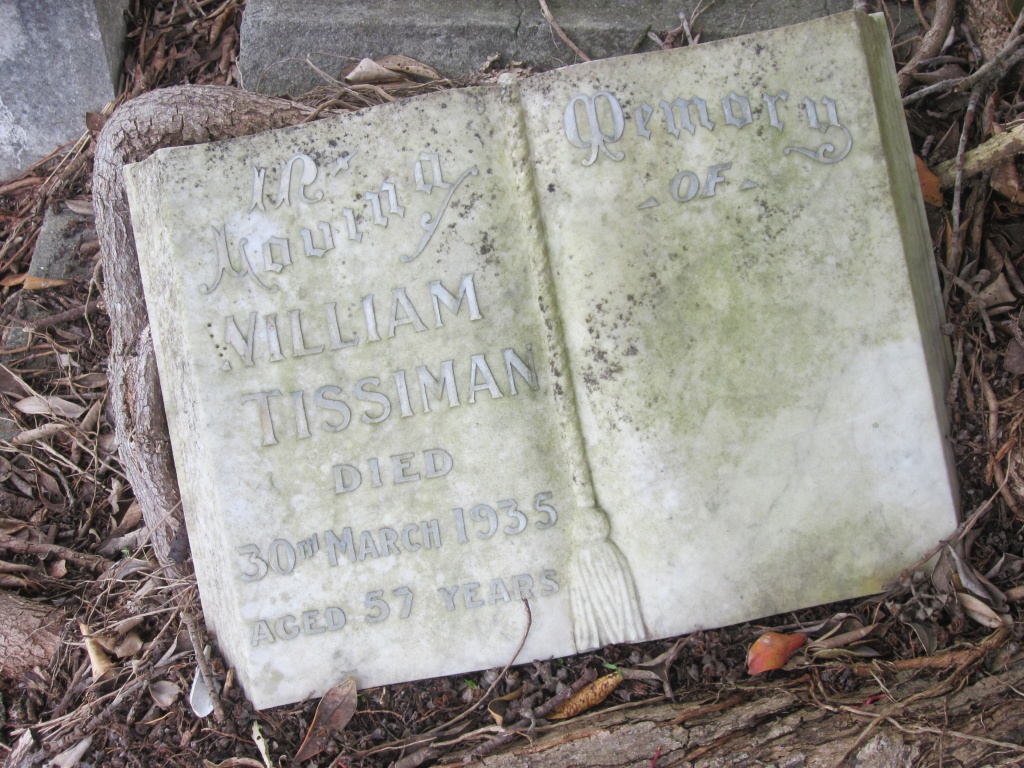 In
Loving
WILLIAM
TISSIMAN
DIED
30TH MARCH 1935
AGED 57 YEARS
Memory
- OF -